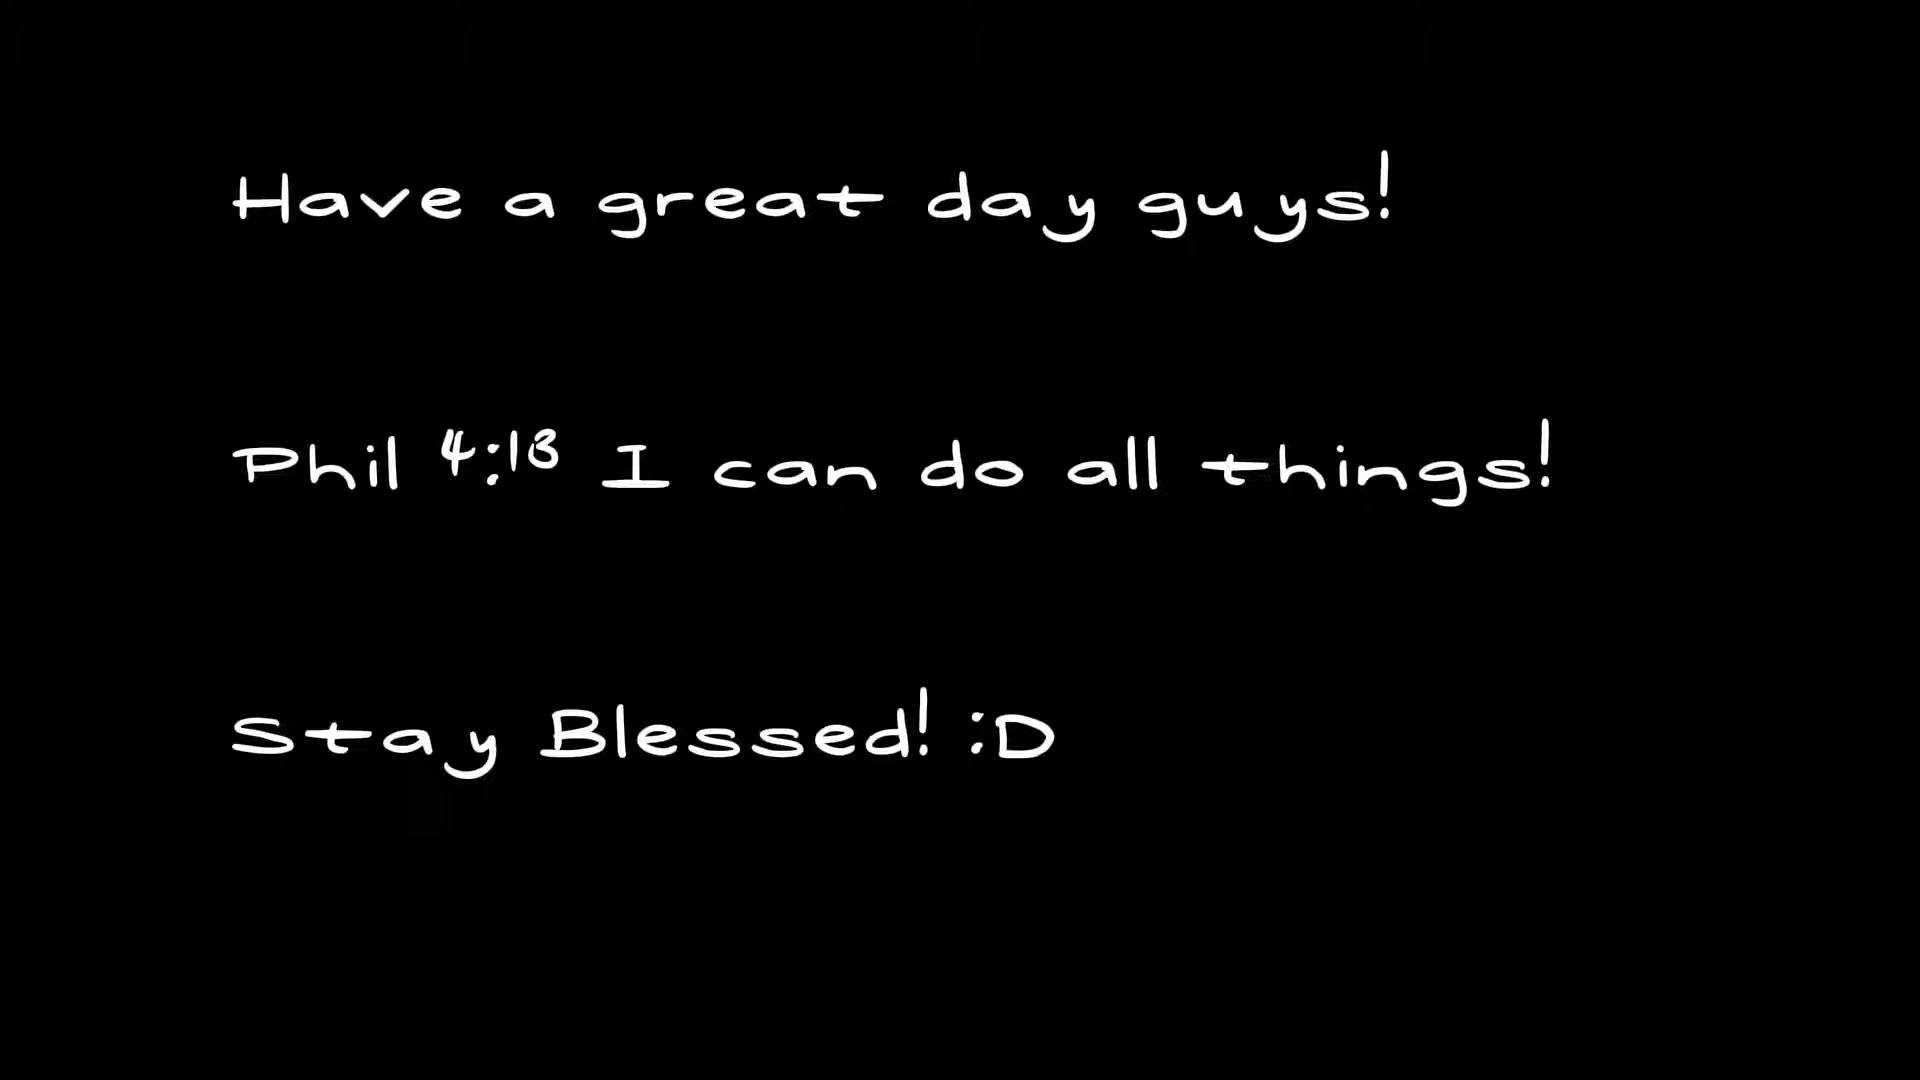 Have a great day guys!
Phil 4:13 I can do all things!
Stay Blessed! :D